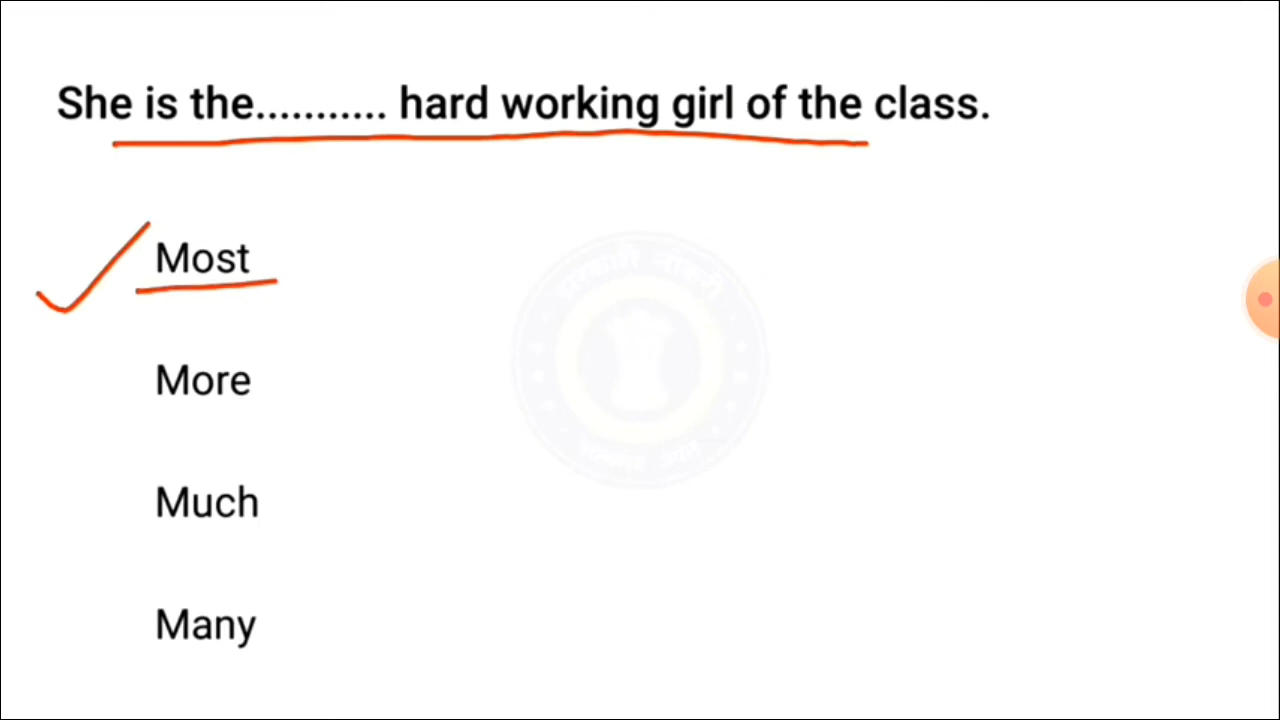 She is the........... hard working girl of the class.
Most
More
Much
Many